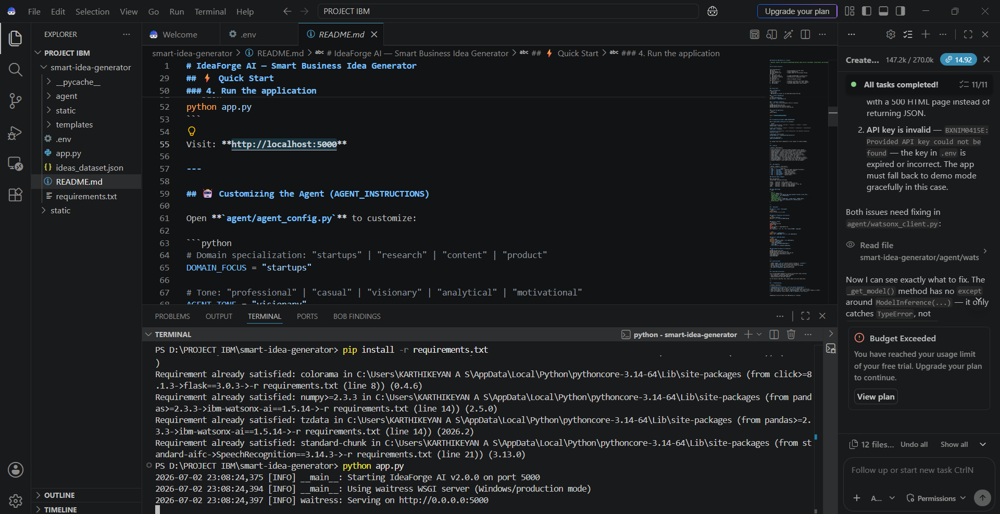 File Edit Selection View Go Run Terminal Help
PROJECT IBM
Upgrade your plan
EXPLORER
PROJECT IBM
smart-idea-generator
__pycache__
agent
static
templates
.env
app.py
ideas_dataset.json
README.md
requirements.txt
static
OUTLINE
TIMELINE
Welcome
.env
README.md
smart-idea-generator > README.md > # IdeaForge AI — Smart Business Idea Generator > ## ⚡ Quick Start > ### 4. Run the application
1 # IdeaForge AI — Smart Business Idea Generator
29 ## ⚡ Quick Start
50 ### 4. Run the application
52 python app.py
53 ```
54
55 Visit: **http://localhost:5000**
56
57 ---
58
59 ## 🤖 Customizing the Agent (AGENT_INSTRUCTIONS)
60
61 Open **`agent/agent_config.py`** to customize:
62
63 ```python
64 # Domain specialization: "startups" | "research" | "content" | "product"
65 DOMAIN_FOCUS = "startups"
66
67 # Tone: "professional" | "casual" | "visionary" | "analytical" | "motivational"
68 AGENT_TONE = "visionary"
PROBLEMS OUTPUT TERMINAL PORTS BOB FINDINGS
TERMINAL
python - smart-idea-generator
PS D:\PROJECT IBM\smart-idea-generator> pip install -r requirements.txt
)
Requirement already satisfied: colorama in C:\Users\KARTHIKEYAN A S\AppData\Local\Python\pythoncore-3.14-64\Lib\site-packages (from click>=8
.1.3->flask==3.0.3->-r requirements.txt (line 8)) (0.4.6)
Requirement already satisfied: numpy>=2.3.3 in C:\Users\KARTHIKEYAN A S\AppData\Local\Python\pythoncore-3.14-64\Lib\site-packages (from pand
as>=2.3.3->ibm-watsonx-ai==1.5.14->-r requirements.txt (line 14)) (2.5.0)
Requirement already satisfied: tzdata in C:\Users\KARTHIKEYAN A S\AppData\Local\Python\pythoncore-3.14-64\Lib\site-packages (from pandas>=2.
3.3->ibm-watsonx-ai==1.5.14->-r requirements.txt (line 14)) (2026.2)
Requirement already satisfied: standard-chunk in C:\Users\KARTHIKEYAN A S\AppData\Local\Python\pythoncore-3.14-64\Lib\site-packages (from st
andard-aifc->SpeechRecognition==3.14.3->-r requirements.txt (line 21)) (3.13.0)
PS D:\PROJECT IBM\smart-idea-generator> python app.py
2026-07-02 23:08:24,375 [INFO] __main__: Starting IdeaForge AI v2.0.0 on port 5000
2026-07-02 23:08:24,394 [INFO] __main__: Using waitress WSGI server (Windows/production mode)
2026-07-02 23:08:24,397 [INFO] waitress: Serving on http://0.0.0.0:5000
Create... 147.2k / 270.0k 14.92
All tasks completed! 11/11
with a 500 HTML page instead of
returning JSON.
2. API key is invalid — BXNIM0415E:
Provided API key could not be
found — the key in .env is
expired or incorrect. The app
must fall back to demo mode
gracefully in this case.
Both issues need fixing in
agent/watsonx_client.py:
Read file
smart-idea-generator/agent/wats
Now I can see exactly what to fix. The
_get_model() method has no except
around ModelInference(...) — it only
catches TypeError, not
Budget Exceeded
You have reached your usage limit
of your free trial. Upgrade your plan
to continue.
View plan
12 files... Undo all Show all
Follow up or start new task CtrlN
A... Permissions